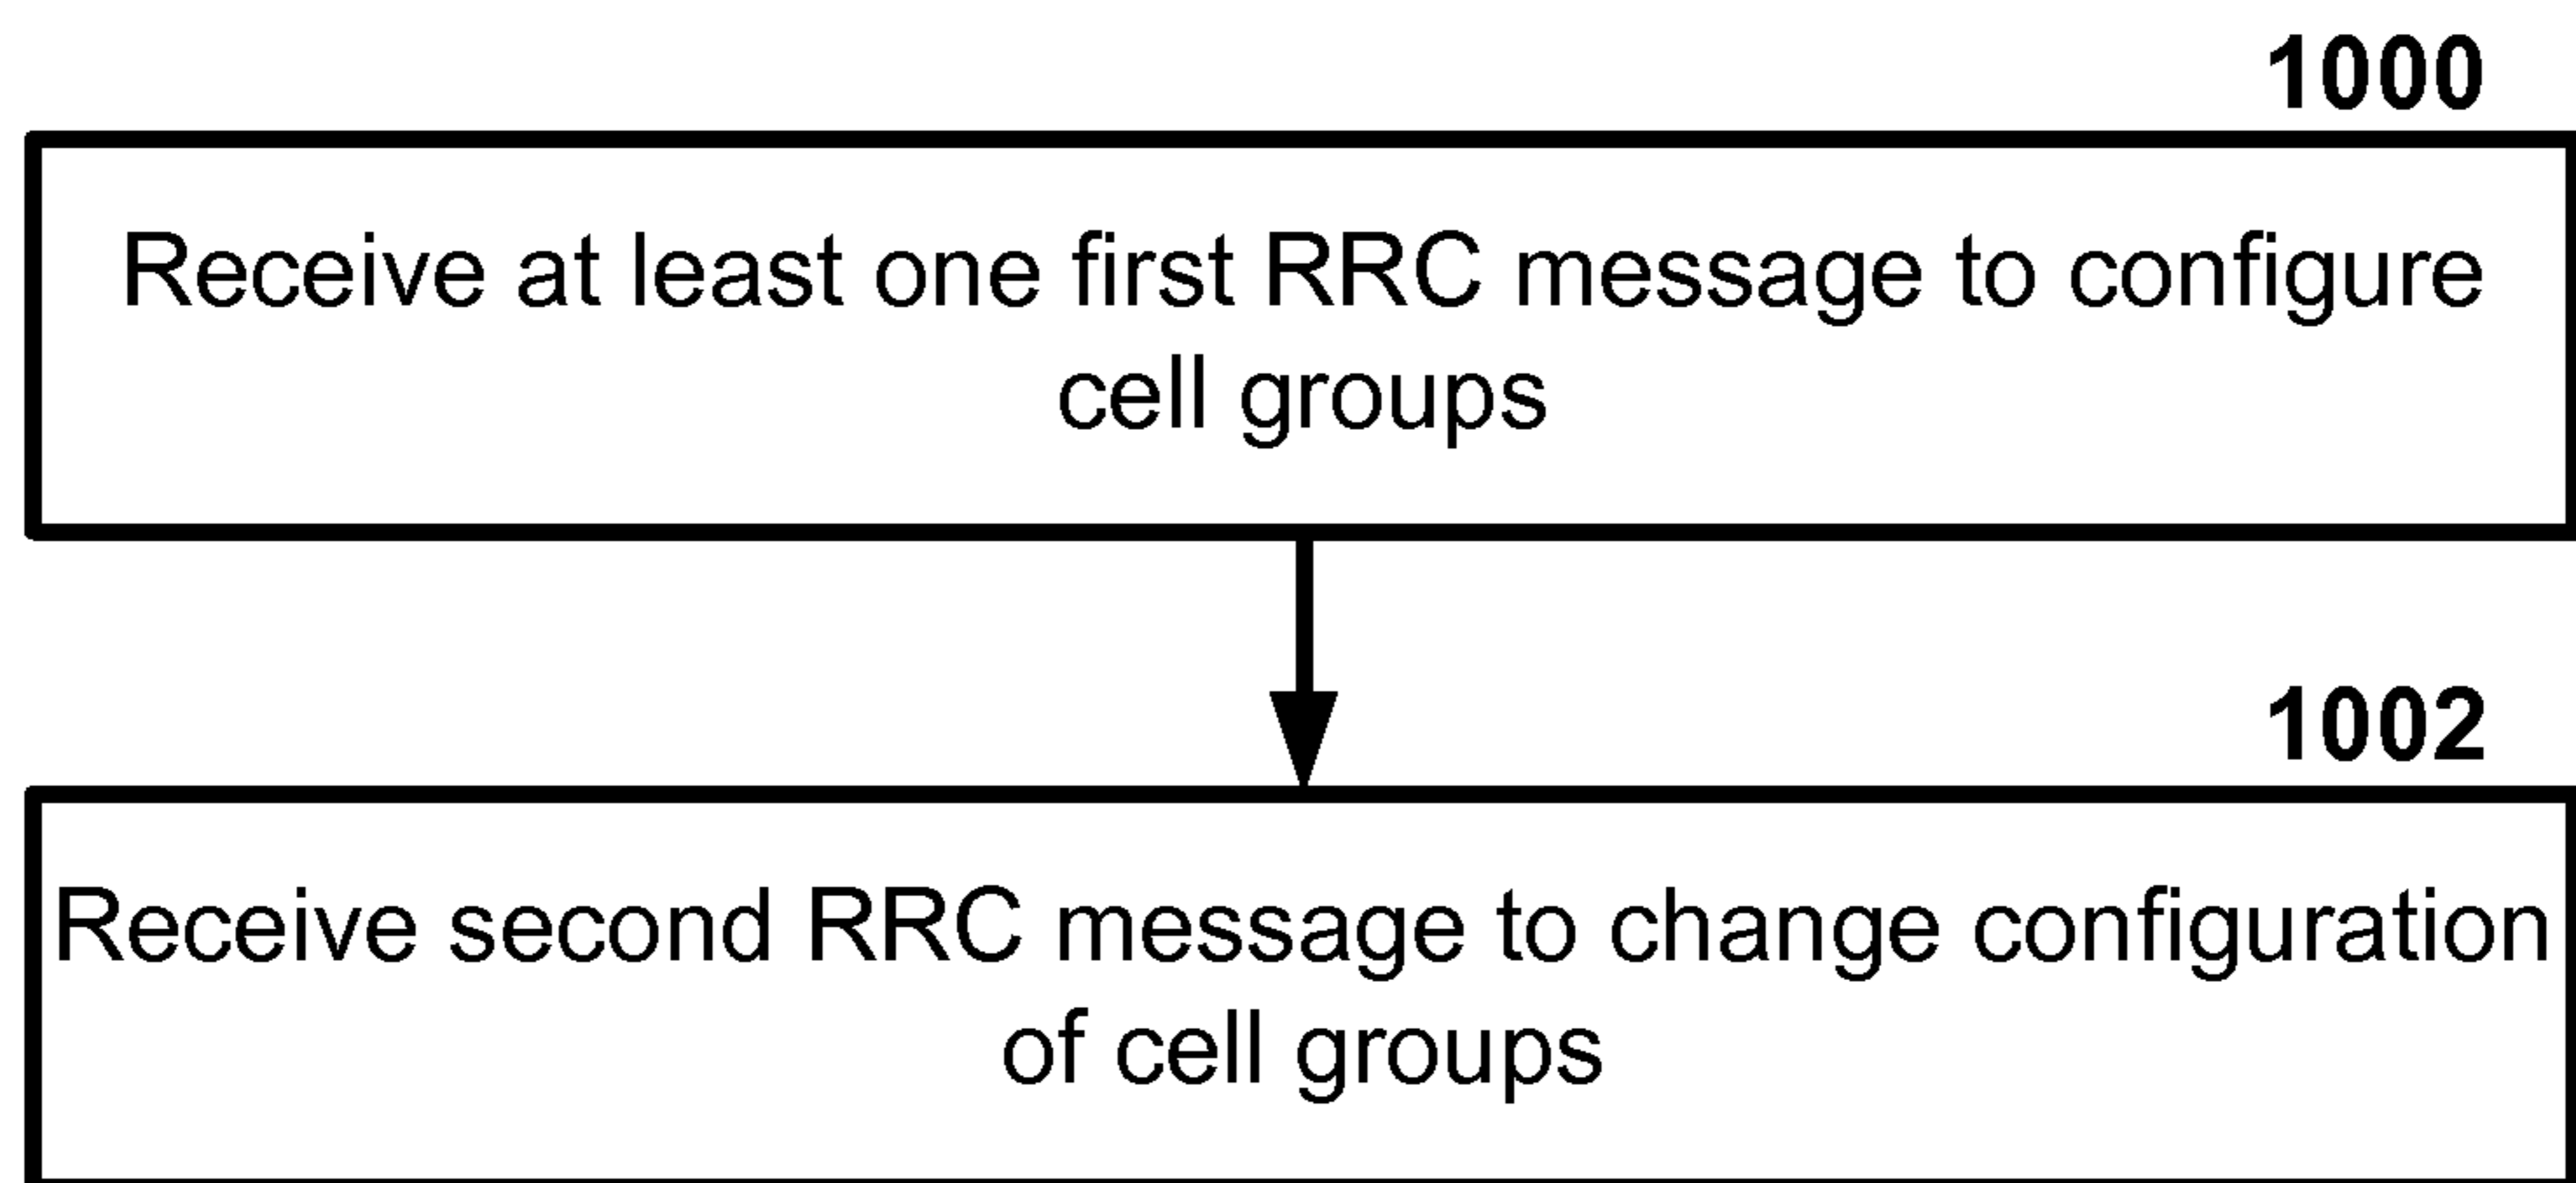 1000
Receive at least one first RRC message to configure
cell groups
1002
Receive second RRC message to change configuration
of cell groups